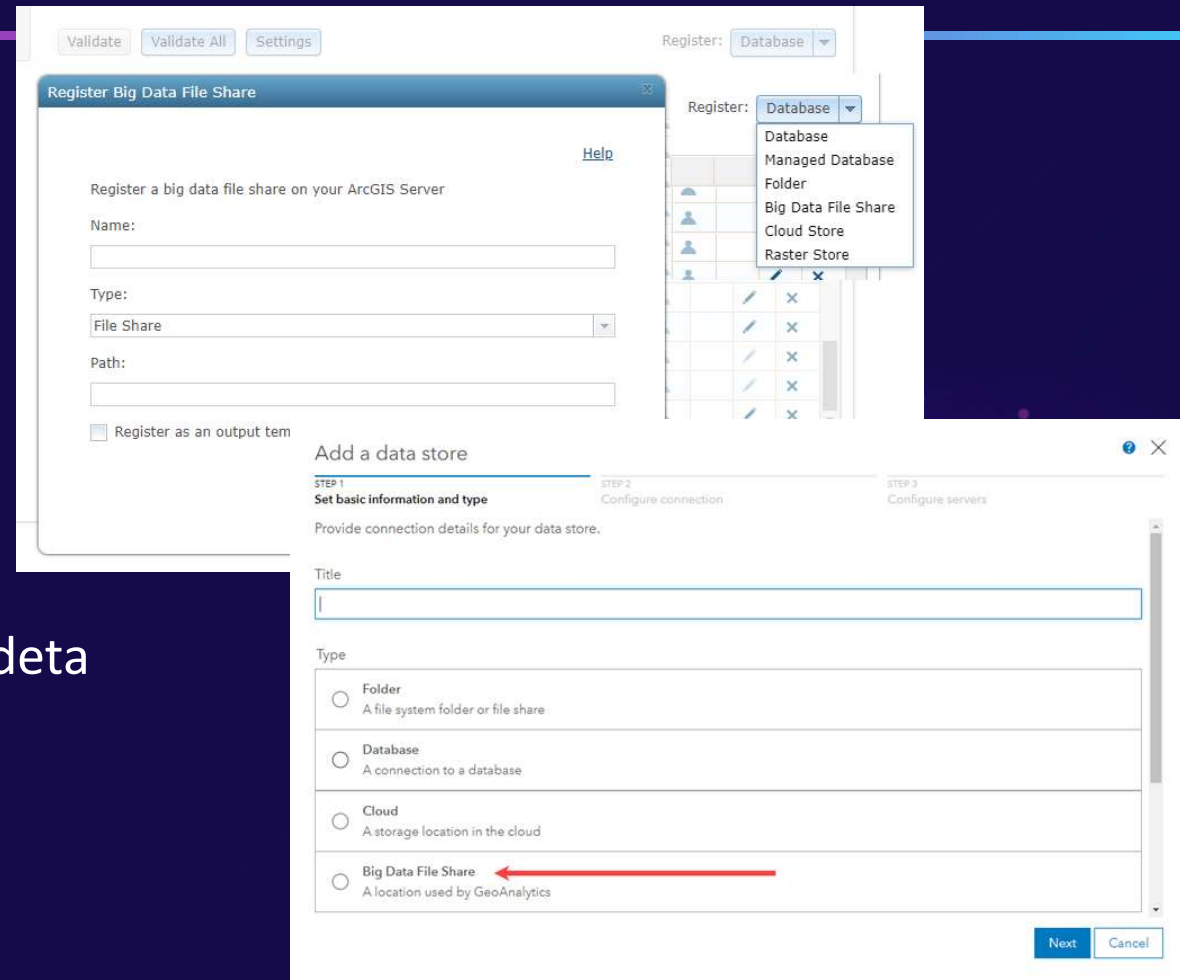 Validate
Validate All
Settings
Register:
Database
Register Big Data File Share
Help
Register a big data file share on your ArcGIS Server
Name:
Type:
File Share
Path:
Register as an output tem
Register:
Database
Database
Managed Database
Folder
Big Data File Share
Cloud Store
Raster Store
deta
Add a data store
STEP 1
Set basic information and type
STEP 2
Configure connection
STEP 3
Configure servers
Provide connection details for your data store.
Title
Type
Folder
A file system folder or file share
Database
A connection to a database
Cloud
A storage location in the cloud
Big Data File Share
A location used by GeoAnalytics
Next
Cancel